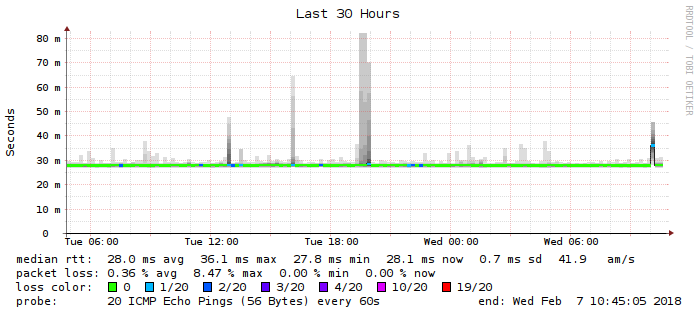 Last 30 Hours
RRDTOOL / TOBI OETIKER
Seconds
80 m
70 m
60 m
50 m
40 m
30 m
20 m
10 m
0
Tue 06:00 Tue 12:00 Tue 18:00 Wed 00:00 Wed 06:00
median rtt: 28.0 ms avg 36.1 ms max 27.8 ms min 28.1 ms now 0.7 ms sd 41.9 am/s
packet loss: 0.36 % avg 8.47 % max 0.00 % min 0.00 % now
loss color: 0 1/20 2/20 3/20 4/20 10/20 19/20
probe: 20 ICMP Echo Pings (56 Bytes) every 60s end: Wed Feb 7 10:45:05 2018